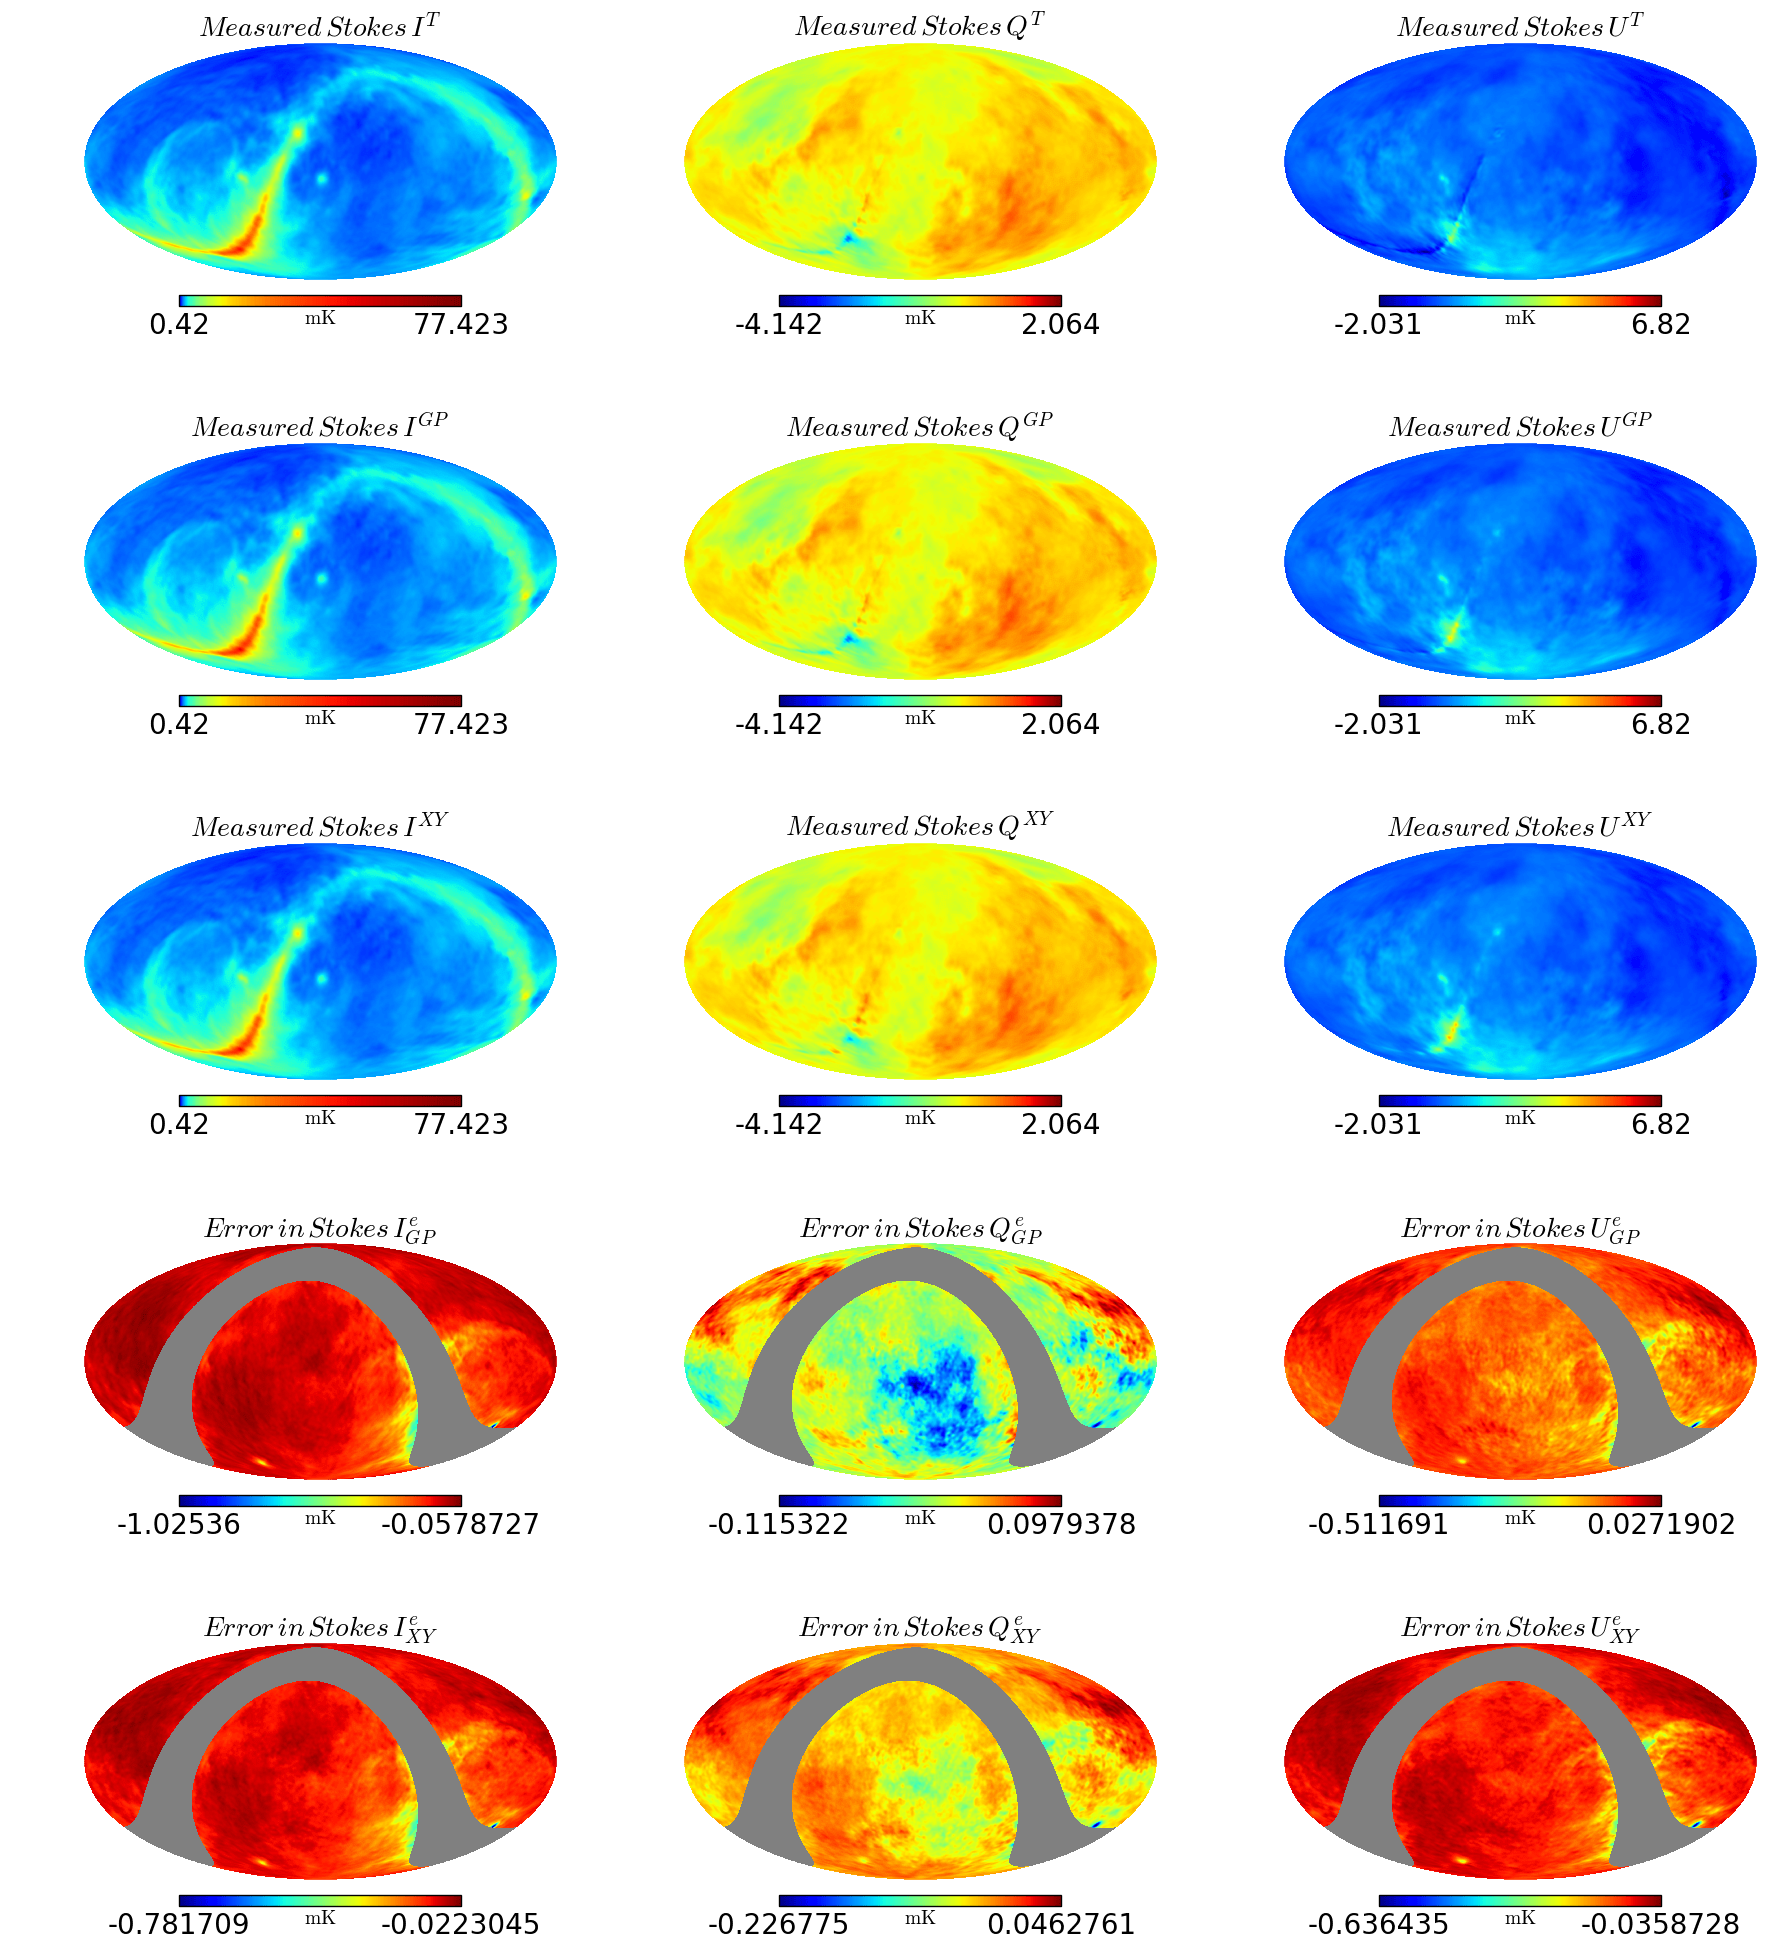 Measured Stokes I^T Measured Stokes Q^T Measured Stokes U^T
mK mK mK
0.42 77.423 -4.142 2.064 -2.031 6.82
Measured Stokes I^GP Measured Stokes Q^GP Measured Stokes U^GP
mK mK mK
0.42 77.423 -4.142 2.064 -2.031 6.82
Measured Stokes I^XY Measured Stokes Q^XY Measured Stokes U^XY
mK mK mK
0.42 77.423 -4.142 2.064 -2.031 6.82
Error in Stokes I^e_GP Error in Stokes Q^e_GP Error in Stokes U^e_GP
mK mK mK
-1.02536 -0.0578727 -0.115322 0.0979378 -0.511691 0.0271902
Error in Stokes I^e_XY Error in Stokes Q^e_XY Error in Stokes U^e_XY
mK mK mK
-0.781709 -0.0223045 -0.226775 0.0462761 -0.636435 -0.0358728